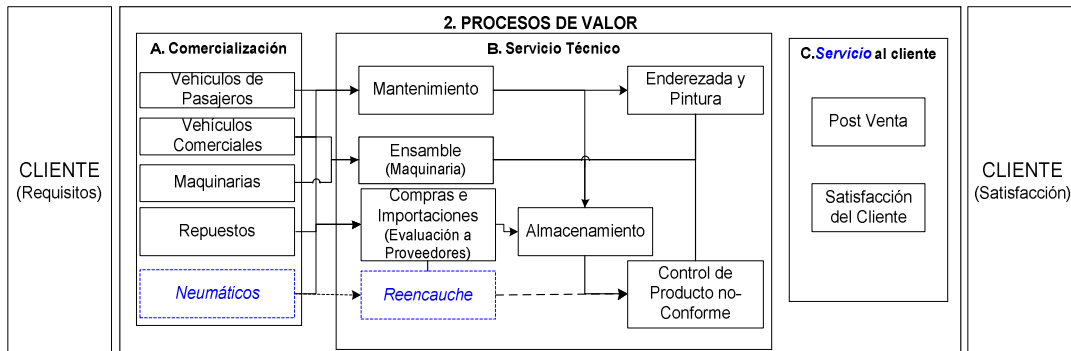 2. PROCESOS DE VALOR
CLIENTE
(Requisitos)
A. Comercialización
Vehículos de
Pasajeros
Vehículos
Comerciales
Maquinarias
Repuestos
Neumáticos
B. Servicio Técnico
Mantenimiento
Enderezada y
Pintura
Ensamble
(Maquinaria)
Compras e
Importaciones
(Evaluación a
Proveedores)
Almacenamiento
Reencauche
Control de
Producto no-
Conforme
C.Servicio al cliente
Post Venta
Satisfacción
del Cliente
CLIENTE
(Satisfacción)